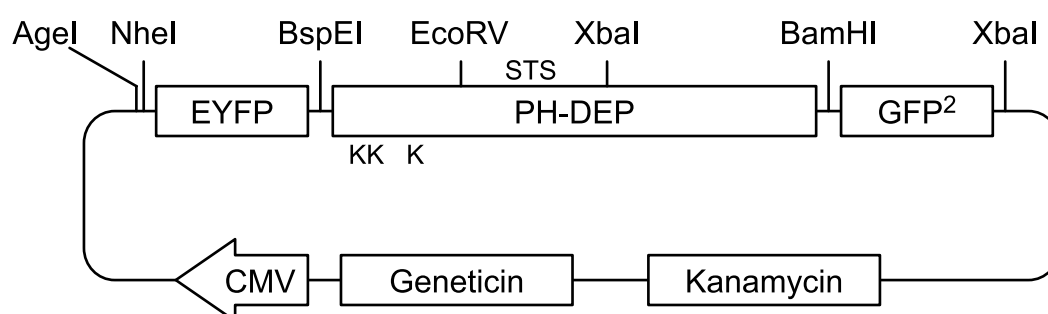 AgeI NheI BspEI EcoRV XbaI BamHI XbaI
STS
EYFP PH-DEP GFP²
KK K
CMV Geneticin Kanamycin